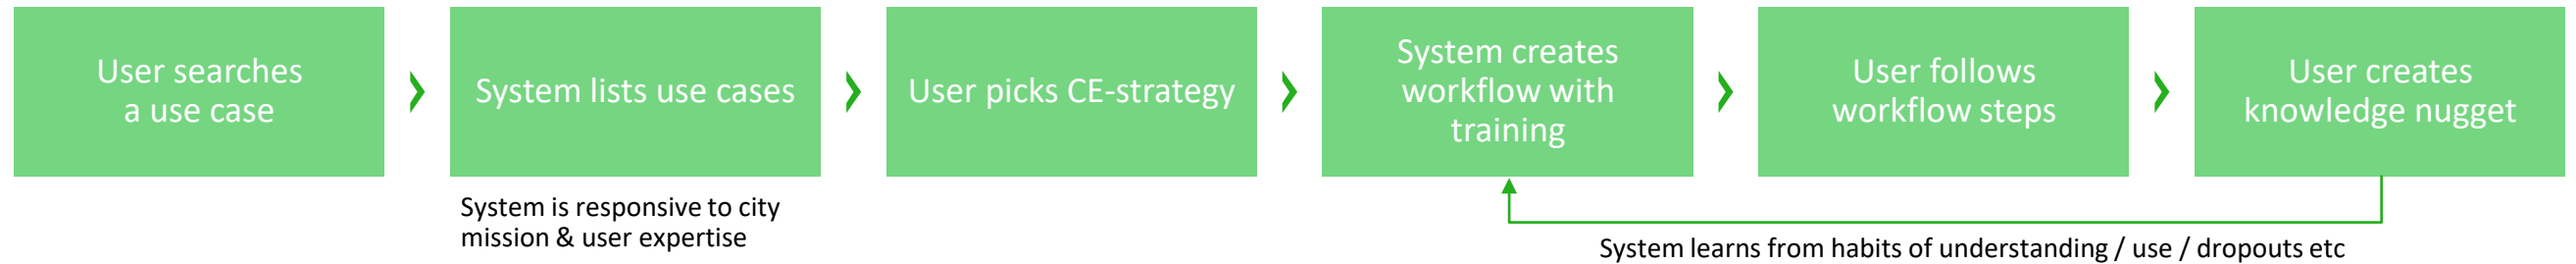 User searches
a use case
System lists use cases
User picks CE-strategy
System creates
workflow with
training
User follows
workflow steps
User creates
knowledge nugget
System is responsive to city
mission & user expertise
System learns from habits of understanding / use / dropouts etc